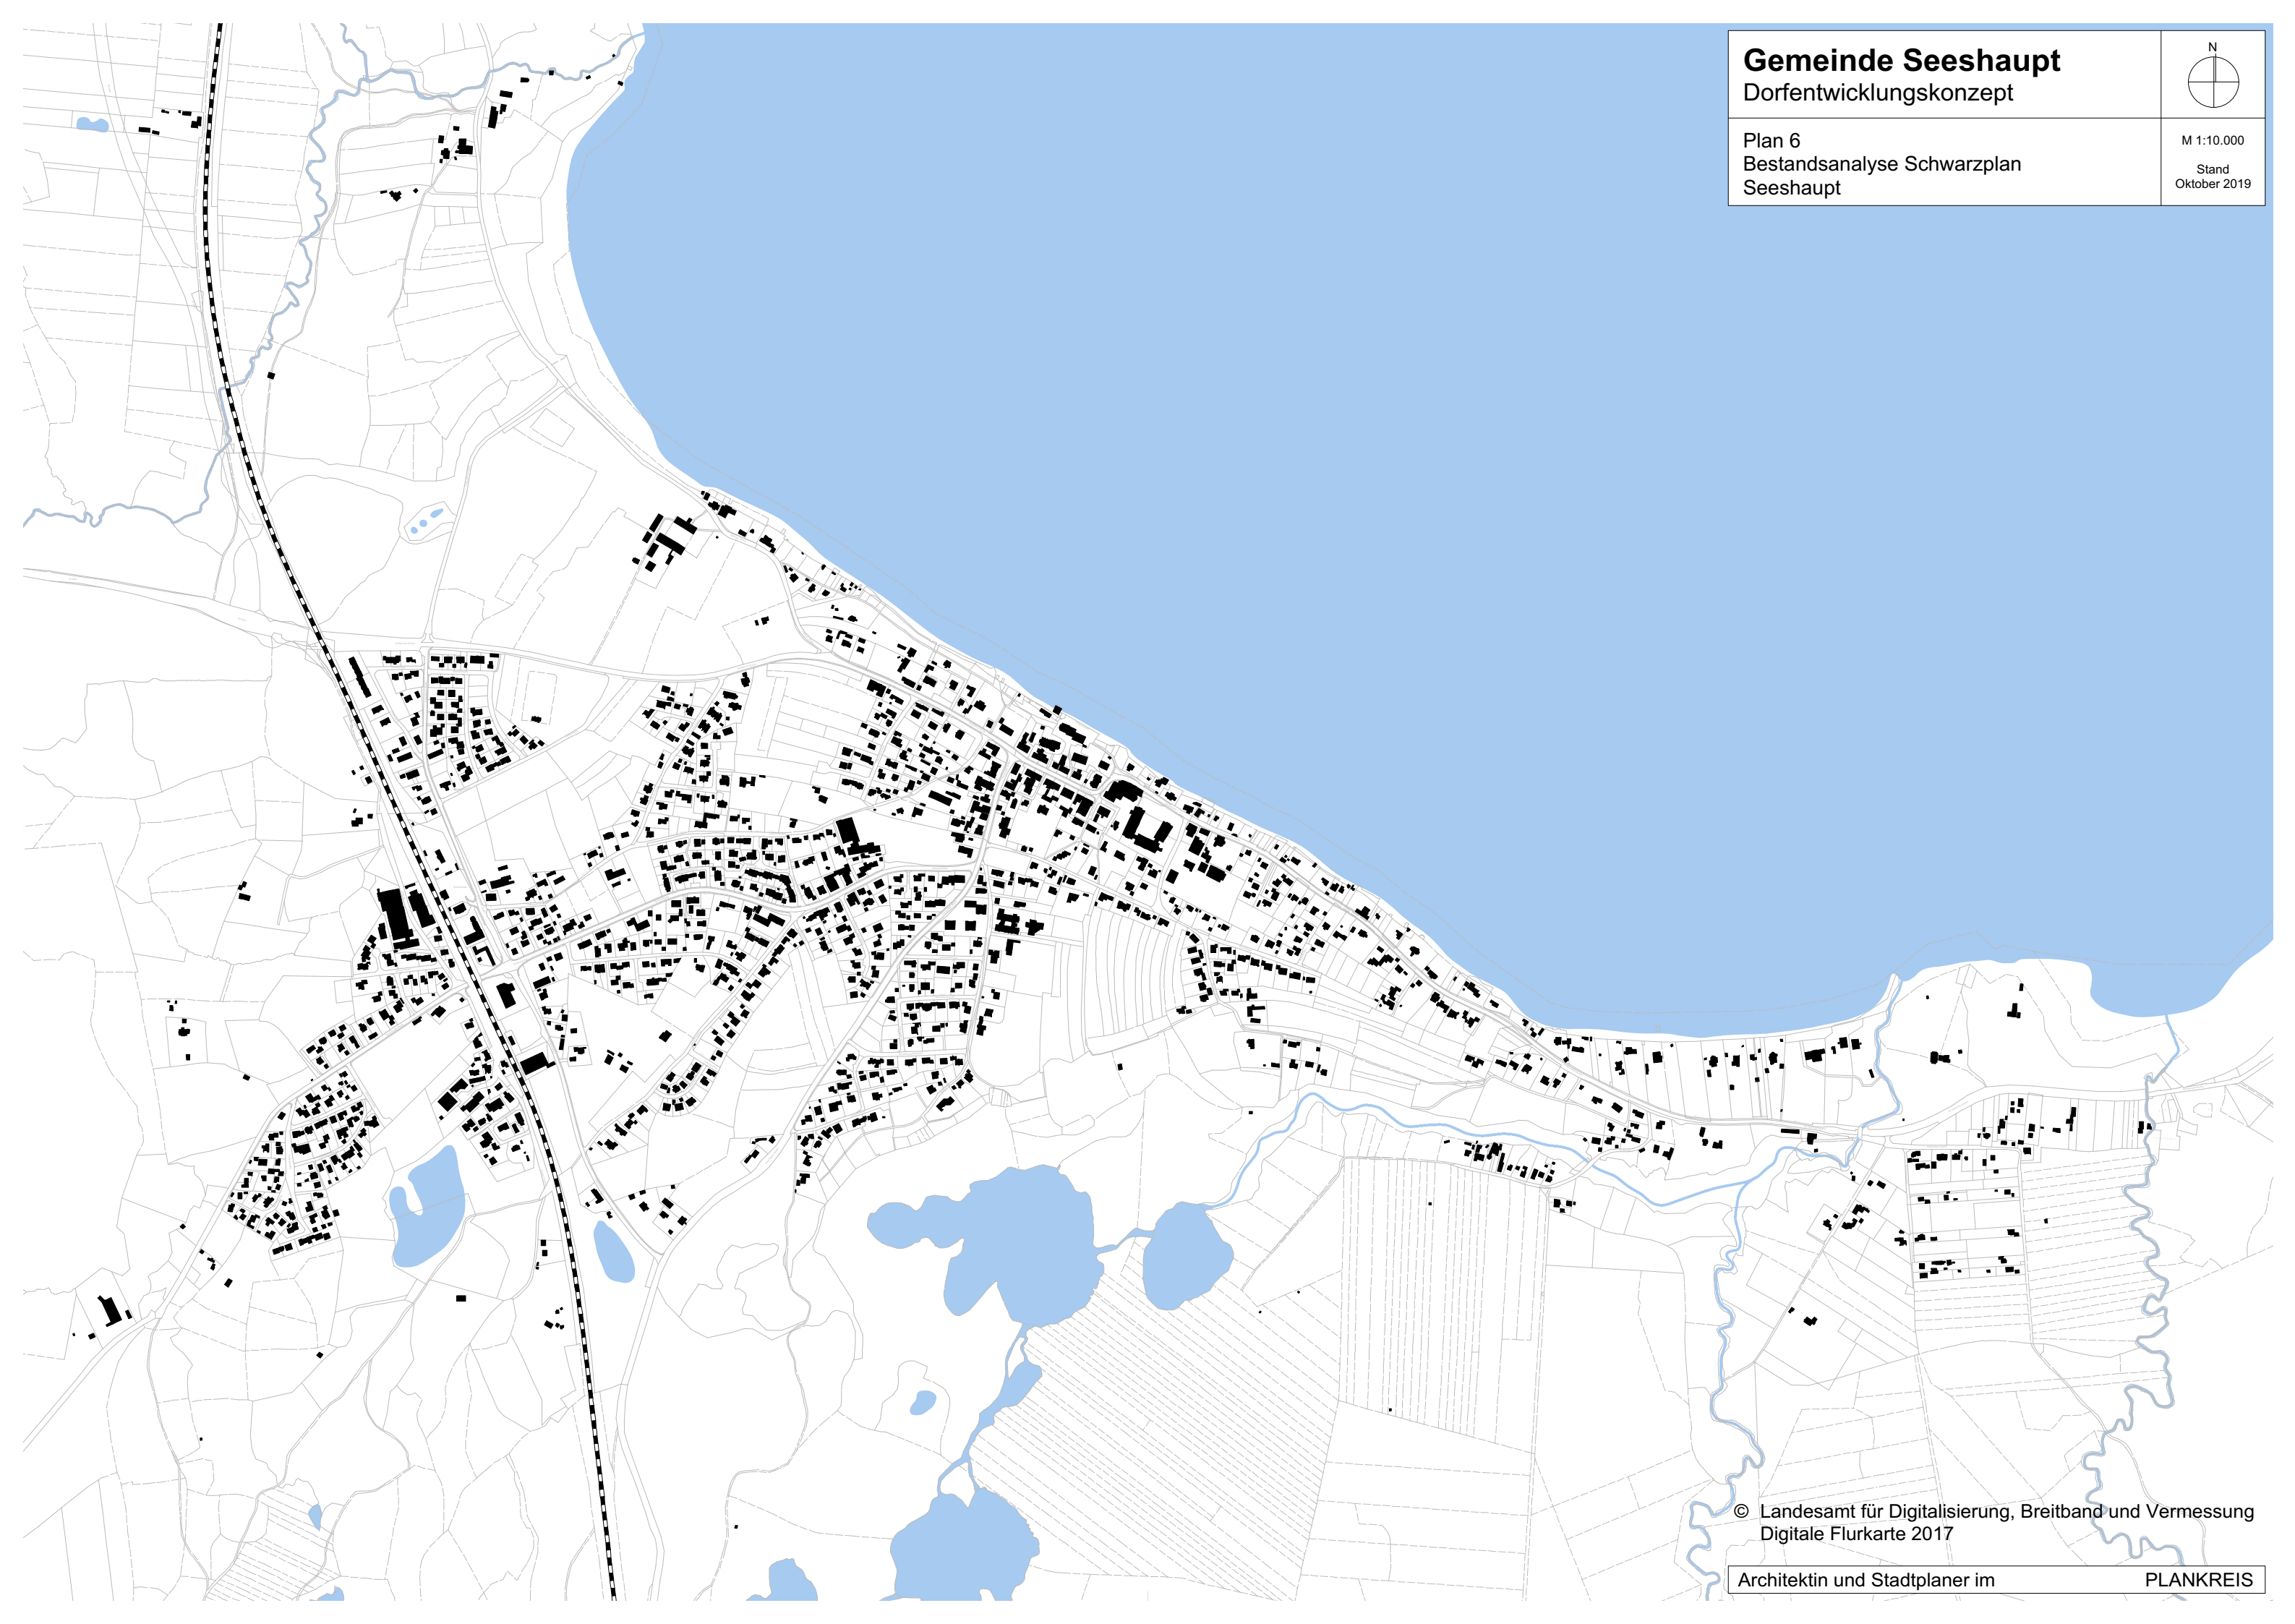 Gemeinde Seeshaupt
Dorfentwicklungskonzept
N
Plan 6
Bestandsanalyse Schwarzplan
Seeshaupt
M 1:10.000
Stand
Oktober 2019
© Landesamt für Digitalisierung, Breitband und Vermessung
Digitale Flurkarte 2017
Architektin und Stadtplaner im PLANKREIS